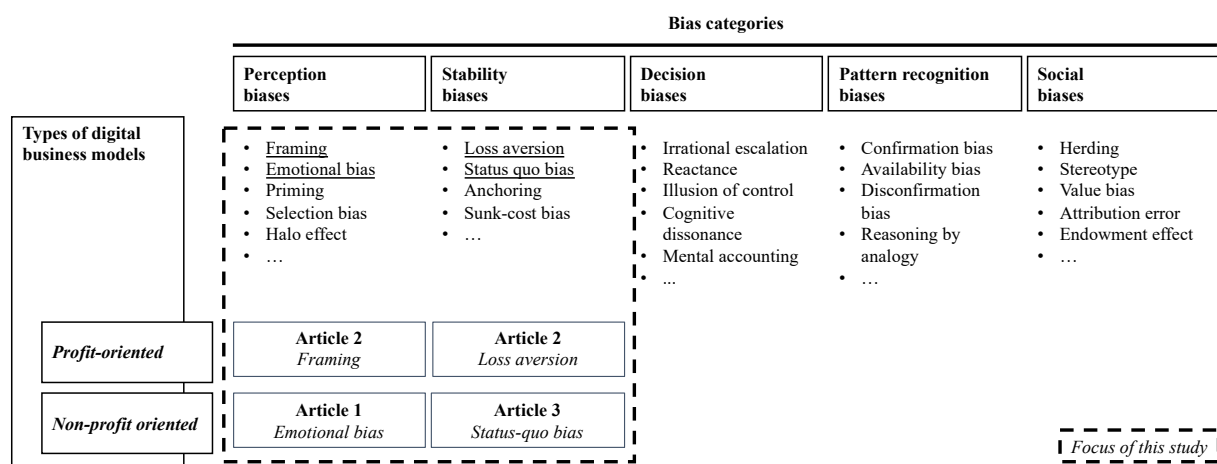 Bias categories
Perception
biases
Stability
biases
Decision
biases
Pattern recognition
biases
Social
biases
Types of digital
business models
• Framing
• Emotional bias
• Priming
• Selection bias
• Halo effect
• …
• Loss aversion
• Status quo bias
• Anchoring
• Sunk-cost bias
• …
• Irrational escalation
• Reactance
• Illusion of control
• Cognitive
dissonance
• Mental accounting
• ...
• Confirmation bias
• Availability bias
• Disconfirmation
bias
• Reasoning by
analogy
• …
• Herding
• Stereotype
• Value bias
• Attribution error
• Endowment effect
• …
Profit-oriented
Article 2
Framing
Article 2
Loss aversion
Non-profit oriented
Article 1
Emotional bias
Article 3
Status-quo bias
Focus of this study